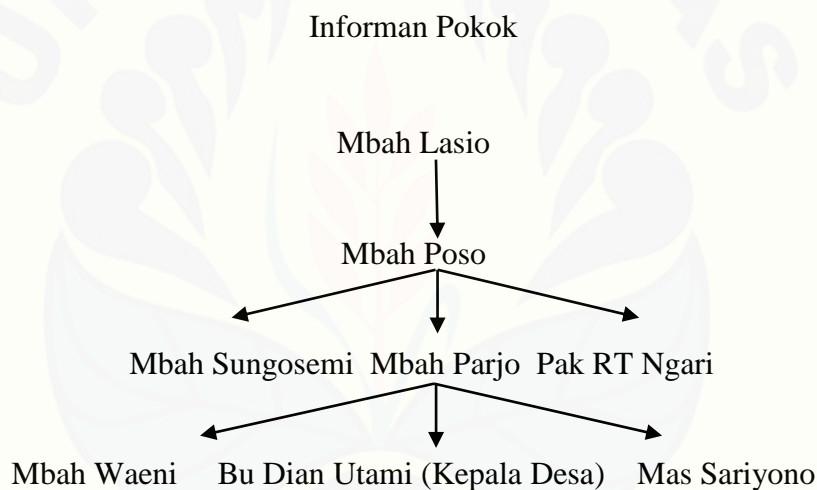 Informan Pokok
Mbah Lasio
Mbah Poso
Mbah Sungosemi Mbah Parjo Pak RT Ngari
Mbah Waeni Bu Dian Utami (Kepala Desa) Mas Sariyono